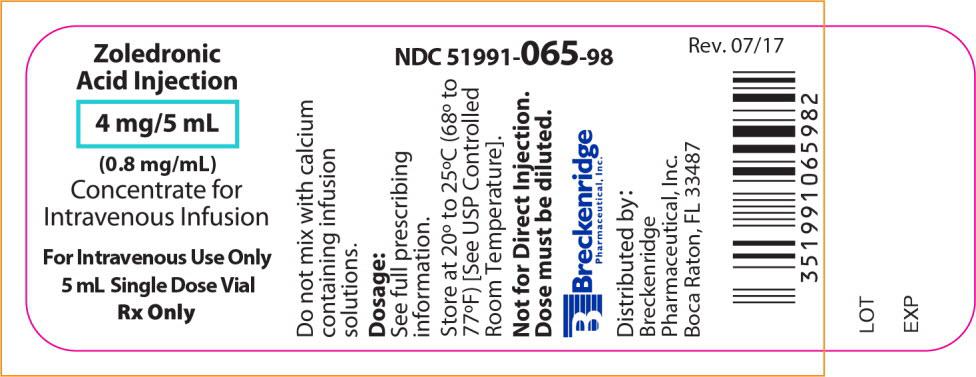 Zoledronic
Acid Injection
4 mg/5 mL
(0.8 mg/mL)
Concentrate for
Intravenous Infusion
For Intravenous Use Only
5 mL Single Dose Vial
Rx Only
NDC 51991-065-98
Rev. 07/17
Do not mix with calcium
containing infusion
solutions.
Dosage:
See full prescribing
information.
Store at 20º to 25ºC (68º to
77ºF) [See USP Controlled
Room Temperature].
Not for Direct Injection.
Dose must be diluted.
B Breckenridge
Pharmaceutical, Inc.
Distributed by:
Breckenridge
Pharmaceutical, Inc.
Boca Raton, FL 33487
351991065982
LOT
EXP